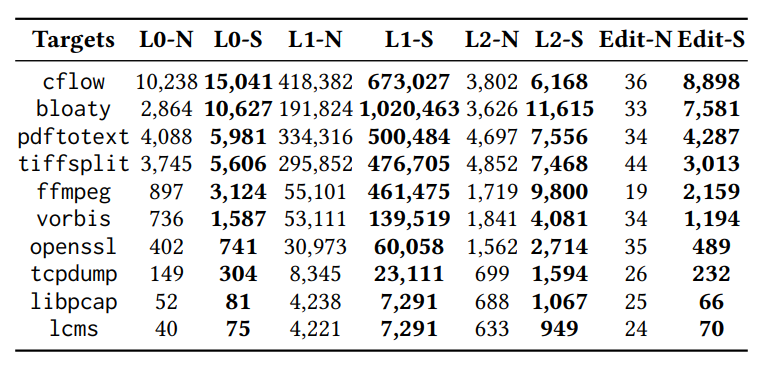 Targets L0-N L0-S L1-N L1-S L2-N L2-S Edit-N Edit-S
cflow 10,238 15,041 418,382 673,027 3,802 6,168 36 8,898
bloaty 2,864 10,627 191,824 1,020,463 3,626 11,615 33 7,581
pdftotext 4,088 5,981 334,316 500,484 4,697 7,556 34 4,287
tiffsplit 3,745 5,606 295,852 476,705 4,852 7,468 44 3,013
ffmpeg 897 3,124 55,101 461,475 1,719 9,800 19 2,159
vorbis 736 1,587 53,111 139,519 1,841 4,081 34 1,194
openssl 402 741 30,973 60,058 1,562 2,714 35 489
tcpdump 149 304 8,345 23,111 699 1,594 26 232
libpcap 52 81 4,238 7,291 688 1,067 25 66
lcms 40 75 4,221 7,291 633 949 24 70